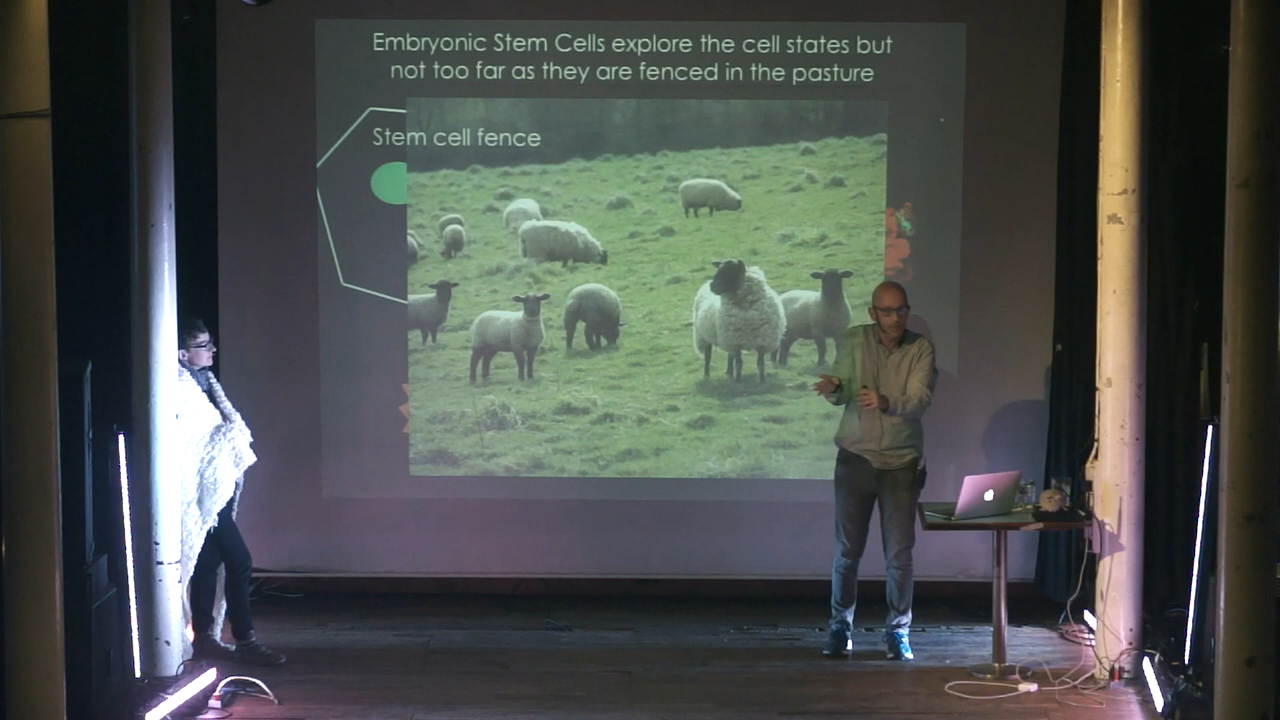 Embryonic Stem Cells explore the cell states but
not too far as they are fenced in the pasture
Stem cell fence